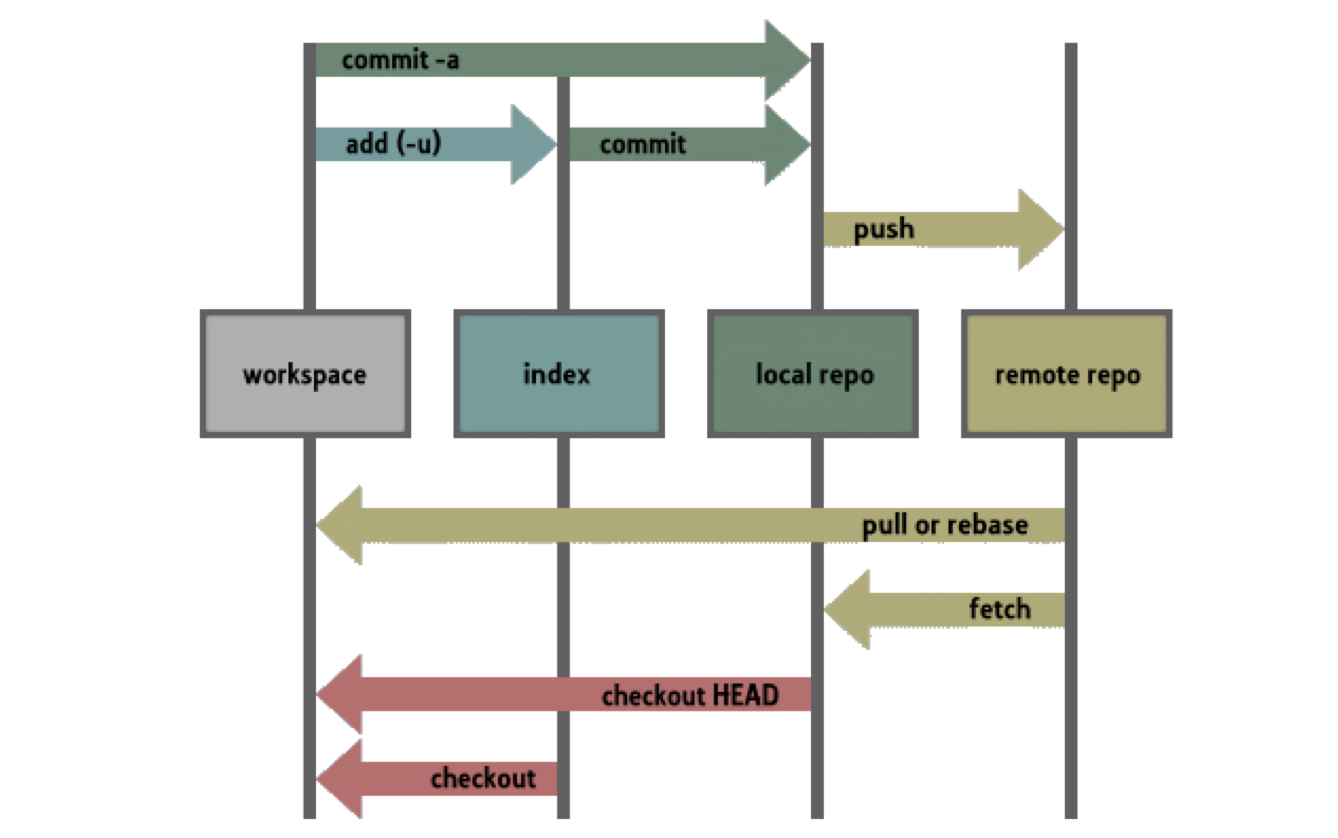 commit -a
add (-u)
commit
push
workspace
index
local repo
remote repo
pull or rebase
fetch
checkout HEAD
checkout